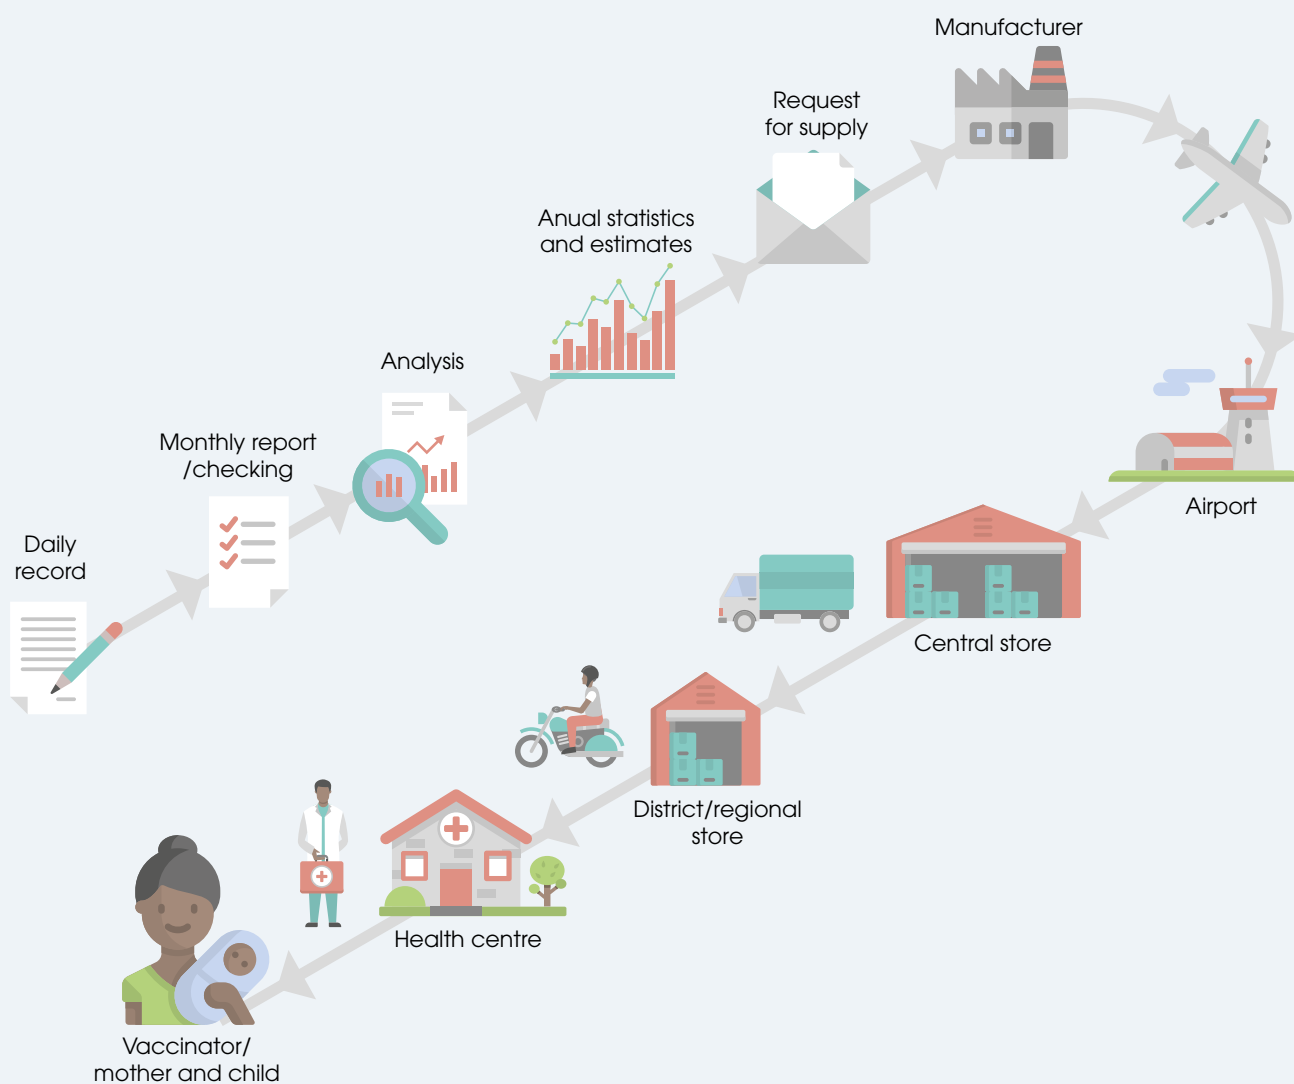 Manufacturer
Request
for supply
Anual statistics
and estimates
Analysis
Monthly report
/checking
Daily
record
Airport
Central store
District/regional
store
Health centre
Vaccinator/
mother and child